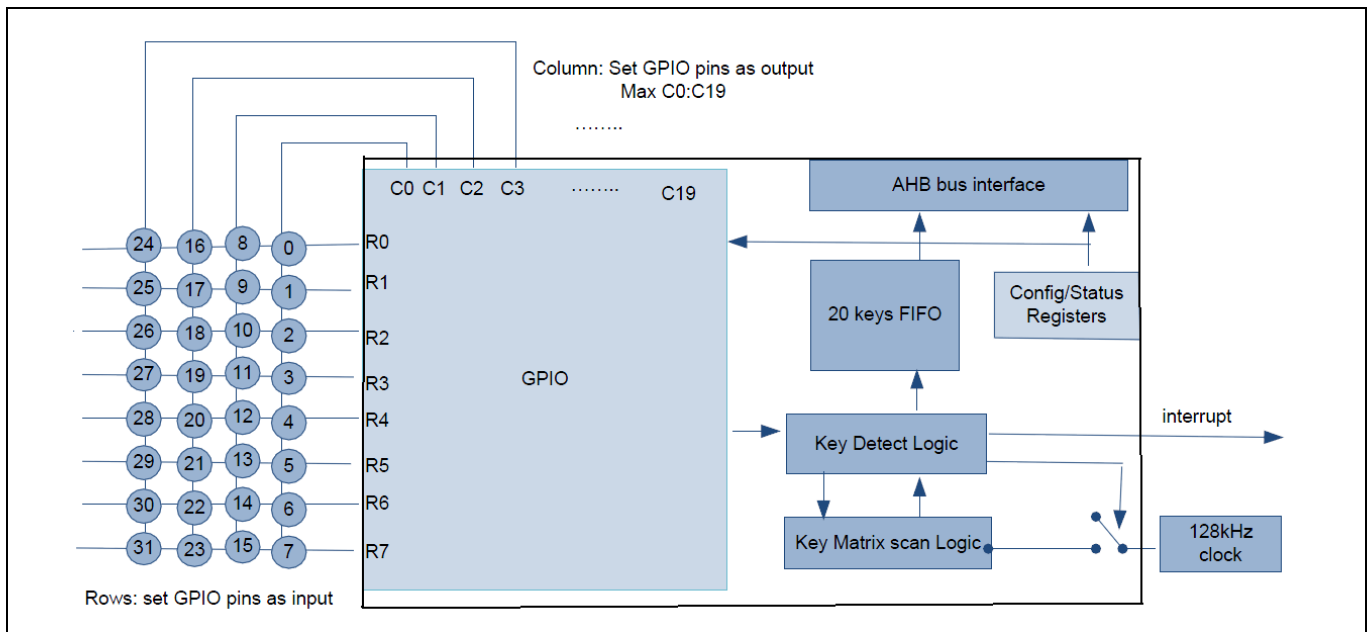 Column: Set GPIO pins as output
Max C0:C19
........
C0 C1 C2 C3 ........ C19
AHB bus interface
24 16 8 0 R0
25 17 9 1 R1
26 18 10 2 R2
27 19 11 3 R3
28 20 12 4 R4
29 21 13 5 R5
30 22 14 6 R6
31 23 15 7 R7
GPIO
20 keys FIFO
Config/Status
Registers
Key Detect Logic
interrupt
Key Matrix scan Logic
128kHz
clock
Rows: set GPIO pins as input